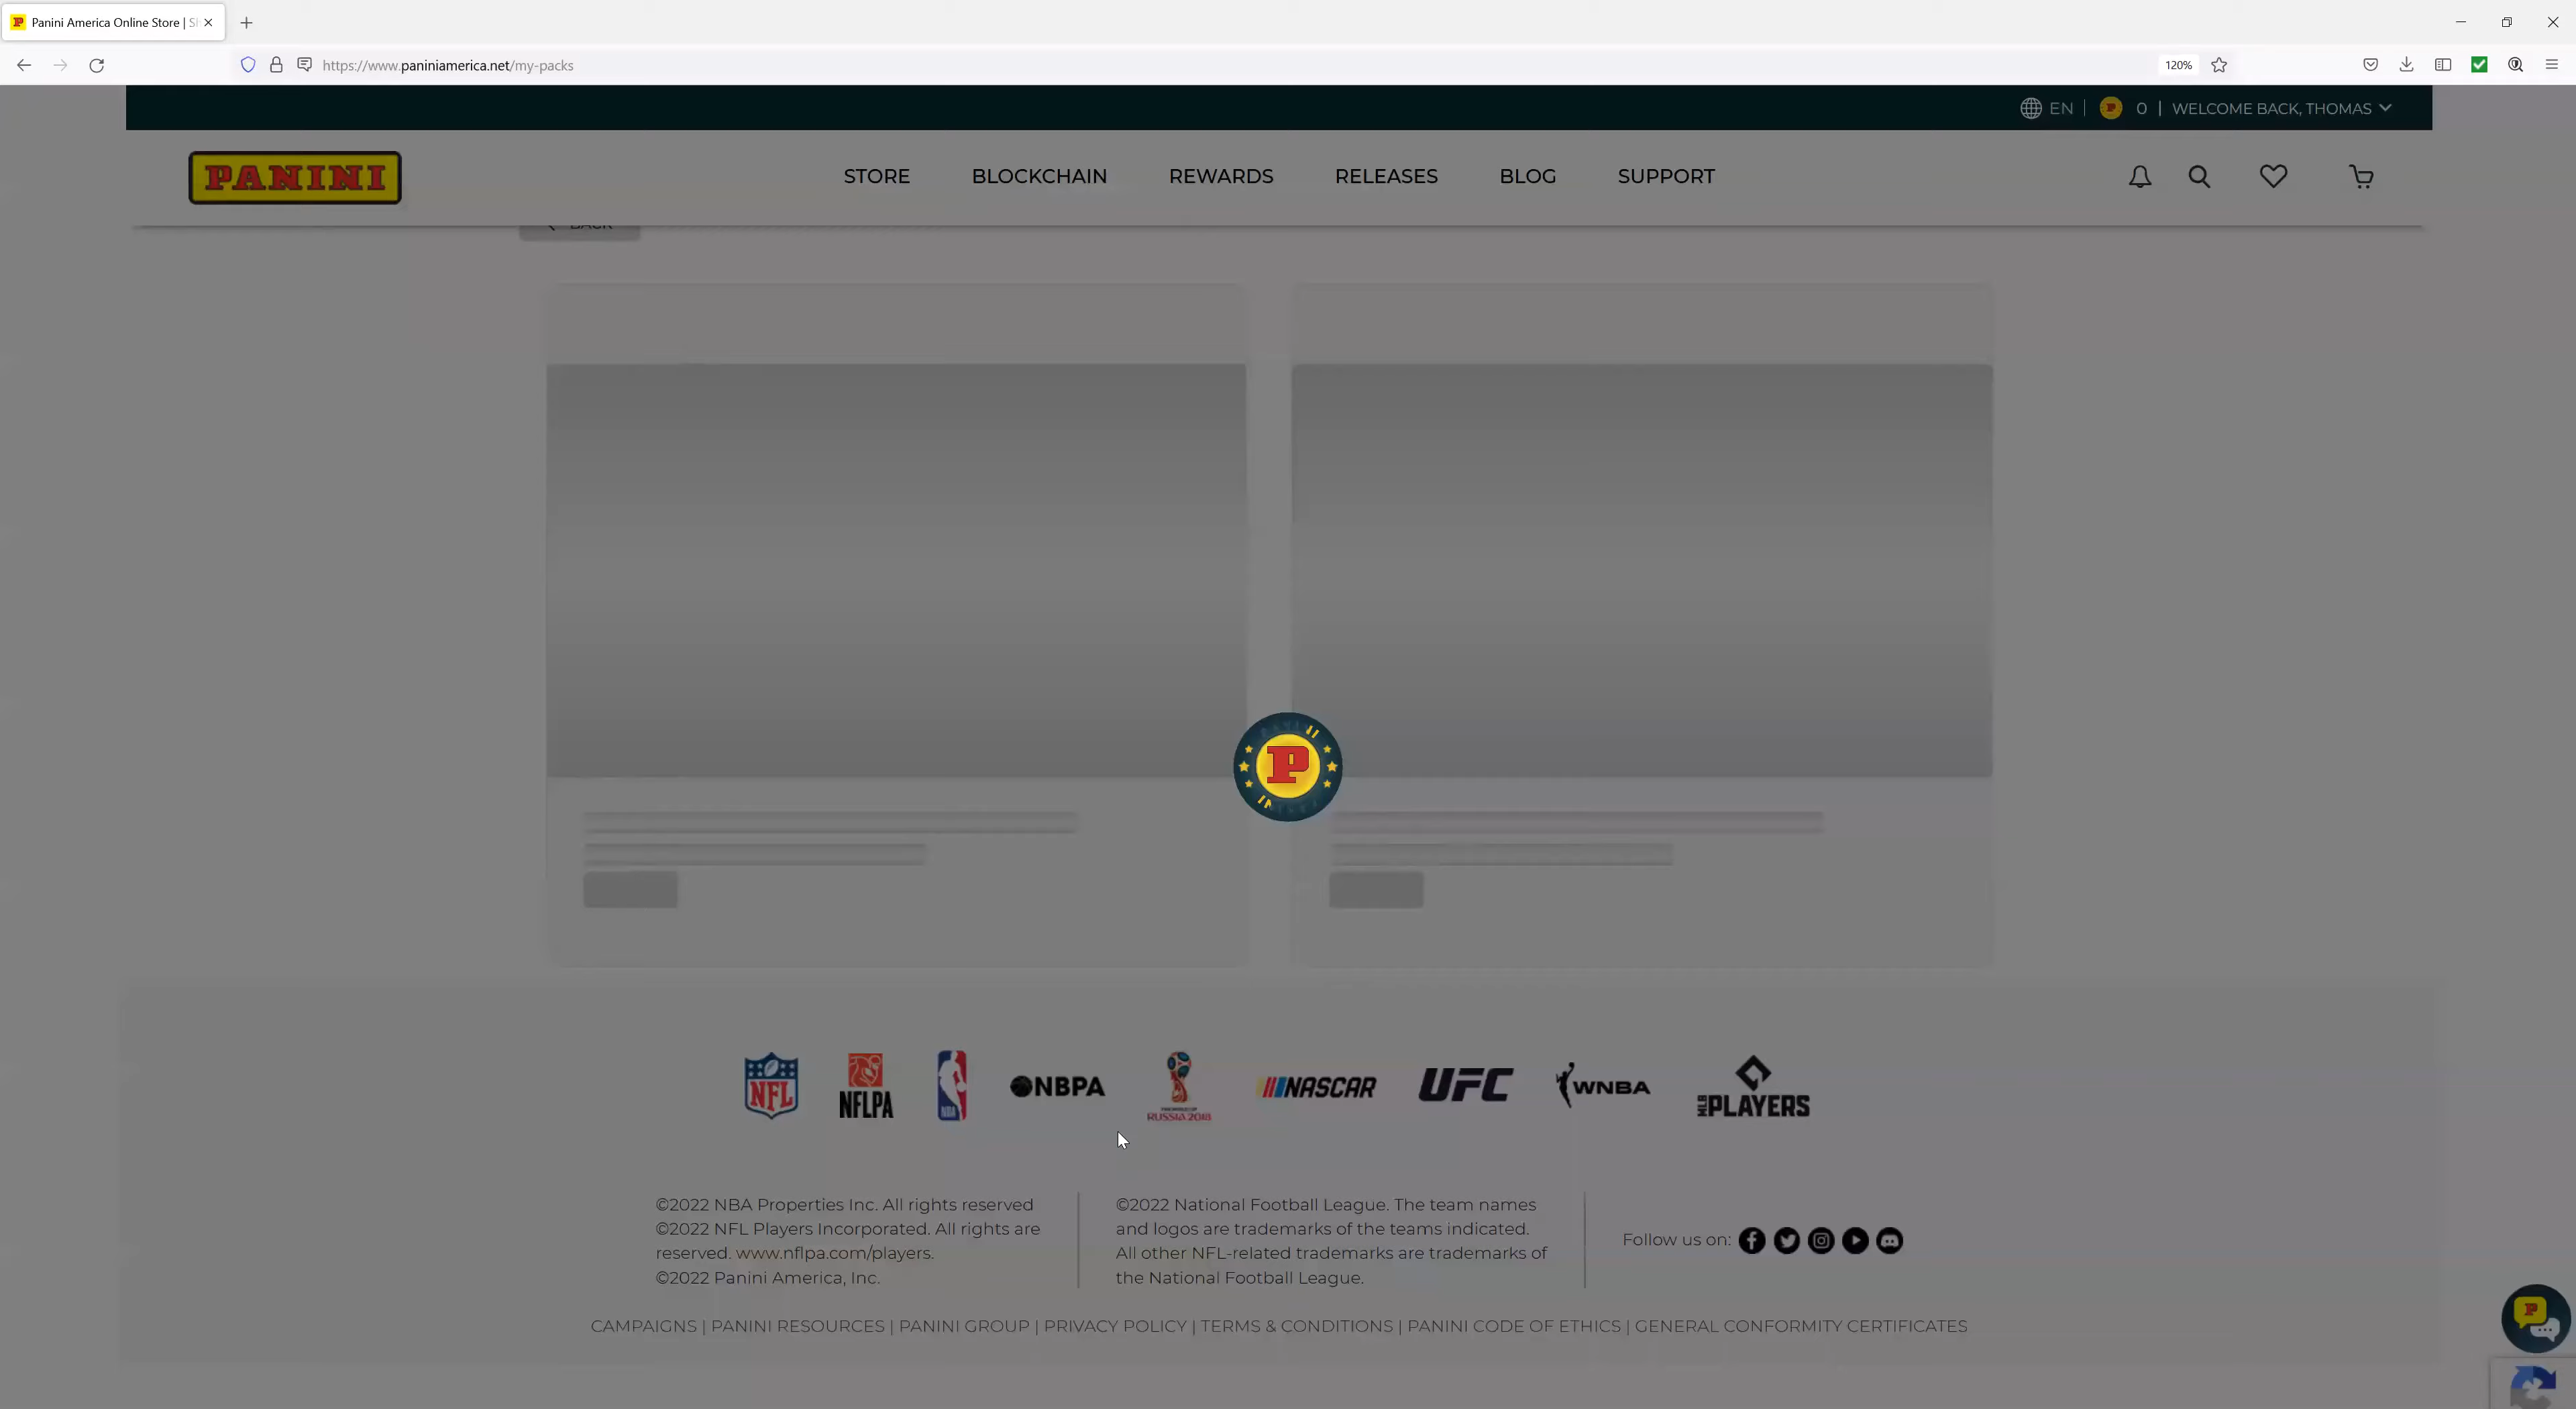 Panini America Online Store | S
https://www.paniniamerica.net/my-packs
120%
EN | 0 | WELCOME BACK, THOMAS
PANINI
STORE BLOCKCHAIN REWARDS RELEASES BLOG SUPPORT
BACK
P
NFL NFLPA NBA NBPA RUSSIA 2018 NASCAR UFC WNBA MLB PLAYERS
©2022 NBA Properties Inc. All rights reserved
©2022 NFL Players Incorporated. All rights are
reserved. www.nflpa.com/players.
©2022 Panini America, Inc.
©2022 National Football League. The team names
and logos are trademarks of the teams indicated.
All other NFL-related trademarks are trademarks of
the National Football League.
Follow us on:
CAMPAIGNS | PANINI RESOURCES | PANINI GROUP | PRIVACY POLICY | TERMS & CONDITIONS | PANINI CODE OF ETHICS | GENERAL CONFORMITY CERTIFICATES